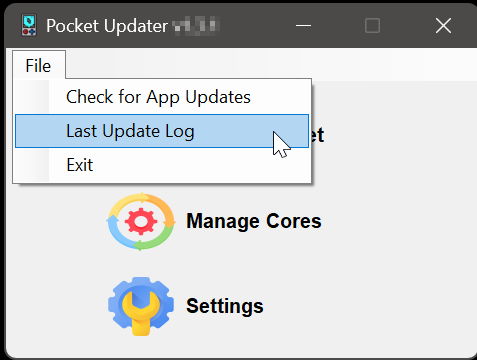 Pocket Updater
File
Check for App Updates
Last Update Log
Exit
Manage Cores
Settings